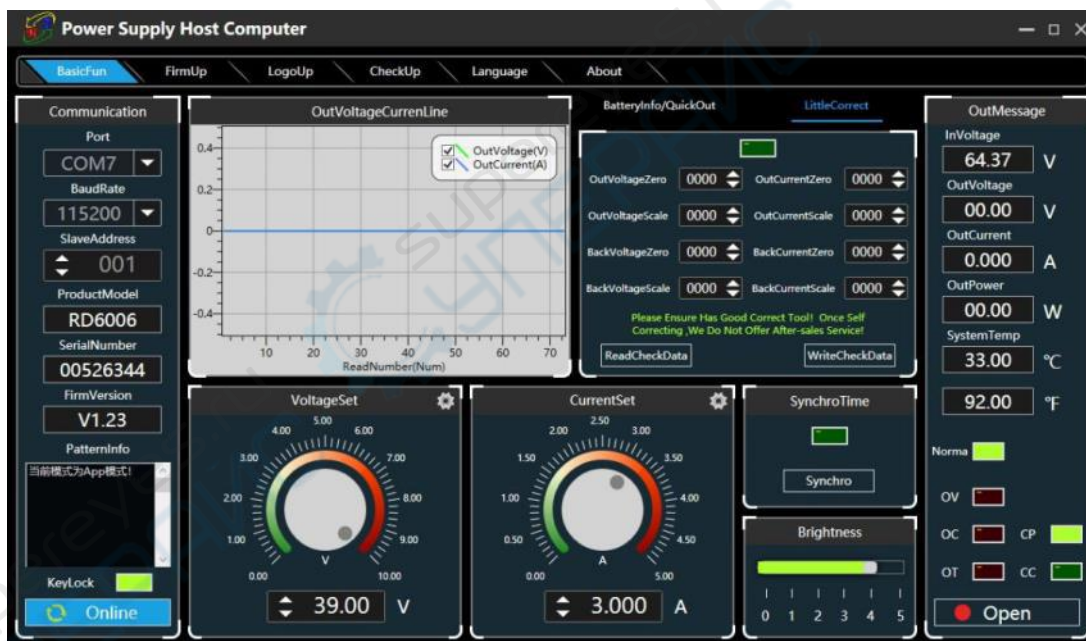 Power Supply Host Computer
BasicFun FirmUp LogoUp CheckUp Language About
Communication
Port
COM7
BaudRate
115200
SlaveAddress
001
ProductModel
RD6006
SerialNumber
00526344
FirmVersion
V1.23
PatternInfo
当前模式为App模式!
KeyLock
Online
OutVoltageCurrenLine
OutVoltage(V)
OutCurrent(A)
0.4
0.2
0
-0.2
-0.4
10 20 30 40 50 60 70
ReadNumber(Num)
BatteryInfo/QuickOut LittleCorrect
OutVoltageZero 0000 OutCurrentZero 0000
OutVoltageScale 0000 OutCurrentScale 0000
BackVoltageZero 0000 BackCurrentZero 0000
BackVoltageScale 0000 BackCurrentScale 0000
Please Ensure Has Good Correct Tool! Once Self
Correcting ,We Do Not Offer After-sales Service!
ReadCheckData WriteCheckData
VoltageSet
0.00 1.00 2.00 3.00 4.00 5.00 6.00 7.00 8.00 9.00 10.00
V
39.00 V
CurrentSet
0.00 0.50 1.00 1.50 2.00 2.50 3.00 3.50 4.00 4.50 5.00
A
3.000 A
SynchroTime
Synchro
Brightness
0 1 2 3 4 5
OutMessage
InVoltage
64.37 V
OutVoltage
00.00 V
OutCurrent
0.000 A
OutPower
00.00 W
SystemTemp
33.00 ℃
92.00 ℉
Norma
OV
OC CP
OT CC
Open